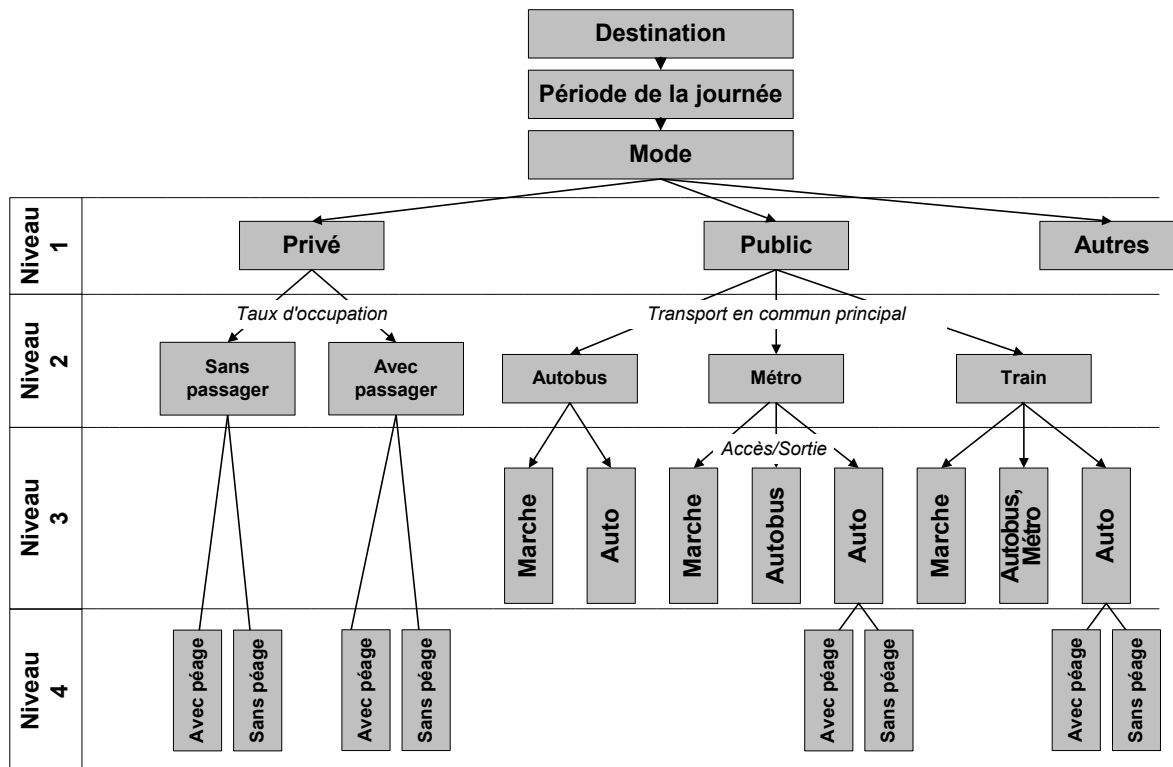 Destination
Période de la journée
Mode
Niveau
1
Privé
Public
Autres
Niveau
2
Taux d'occupation
Transport en commun principal
Sans
passager
Avec
passager
Autobus
Métro
Train
Niveau
3
Accès/Sortie
Marche
Auto
Marche
Autobus
Auto
Marche
Autobus,
Métro
Auto
Niveau
4
Avec péage
Sans péage
Avec péage
Sans péage
Avec péage
Sans péage
Avec péage
Sans péage